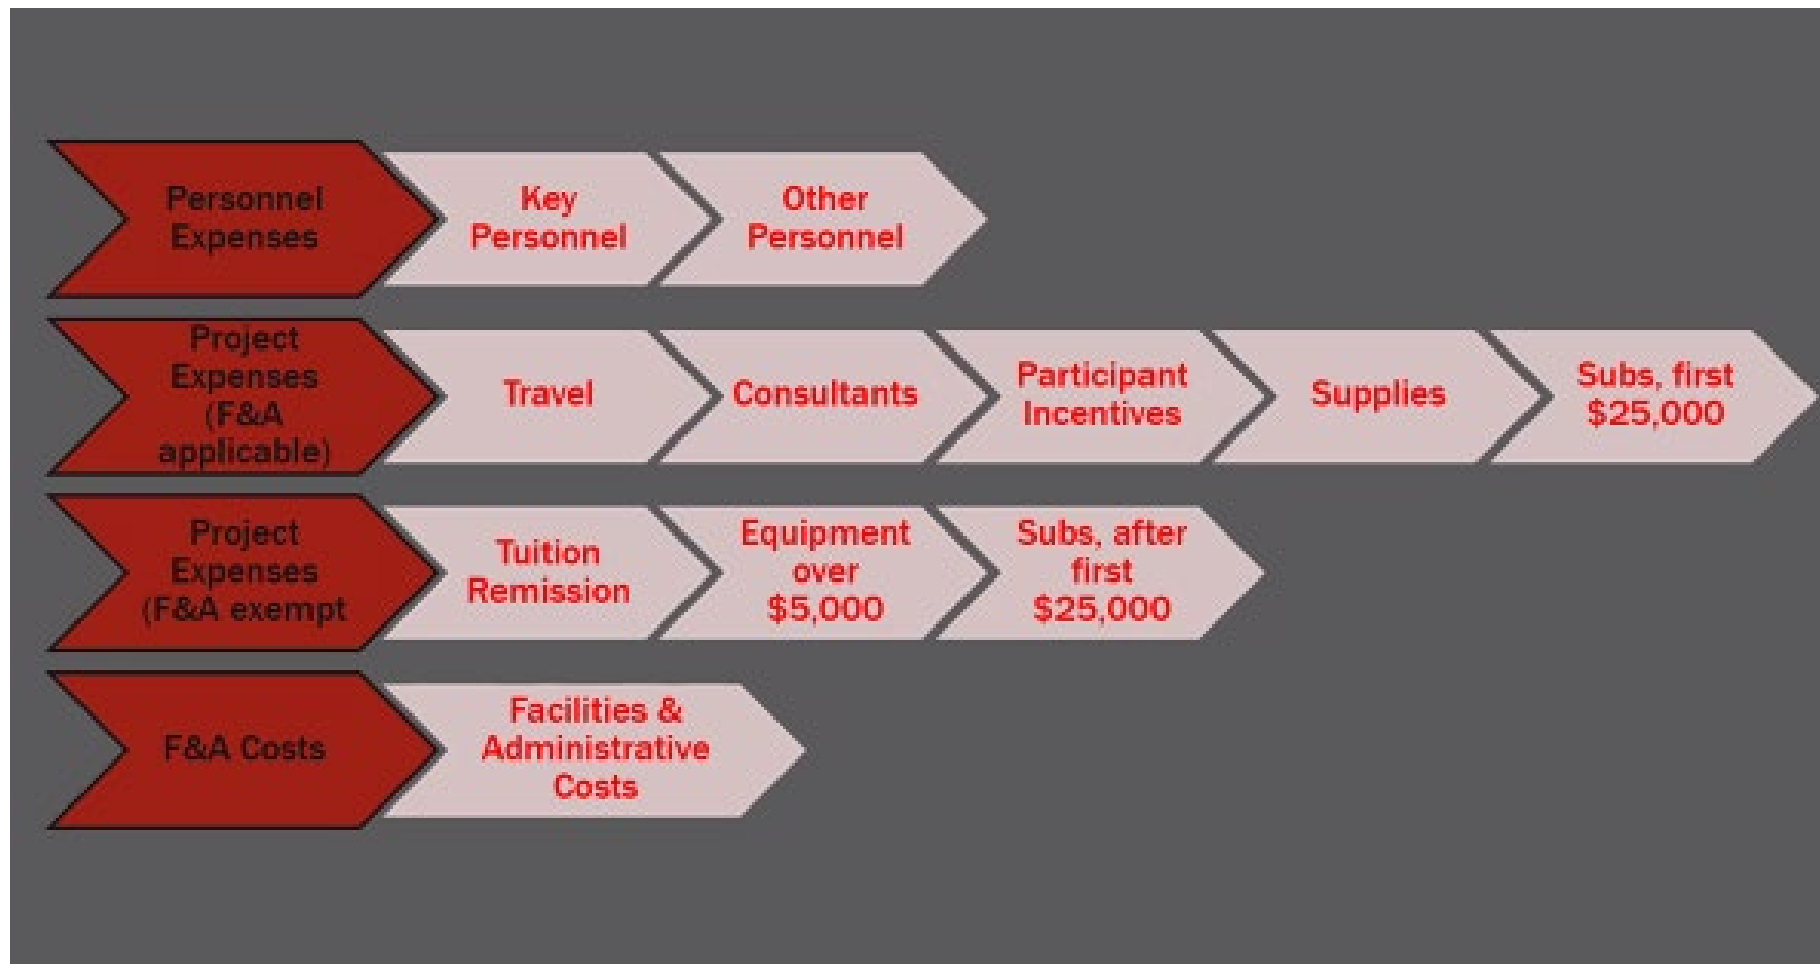 Personnel
Expenses
Key
Personnel
Other
Personnel
Project
Expenses
(F&A
applicable)
Travel
Consultants
Participant
Incentives
Supplies
Subs, first
$25,000
Project
Expenses
(F&A exempt
Tuition
Remission
Equipment
over
$5,000
Subs, after
first
$25,000
F&A Costs
Facilities &
Administrative
Costs